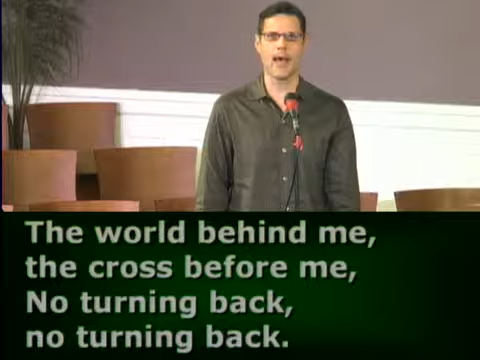 The world behind me,
the cross before me,
No turning back,
no turning back.